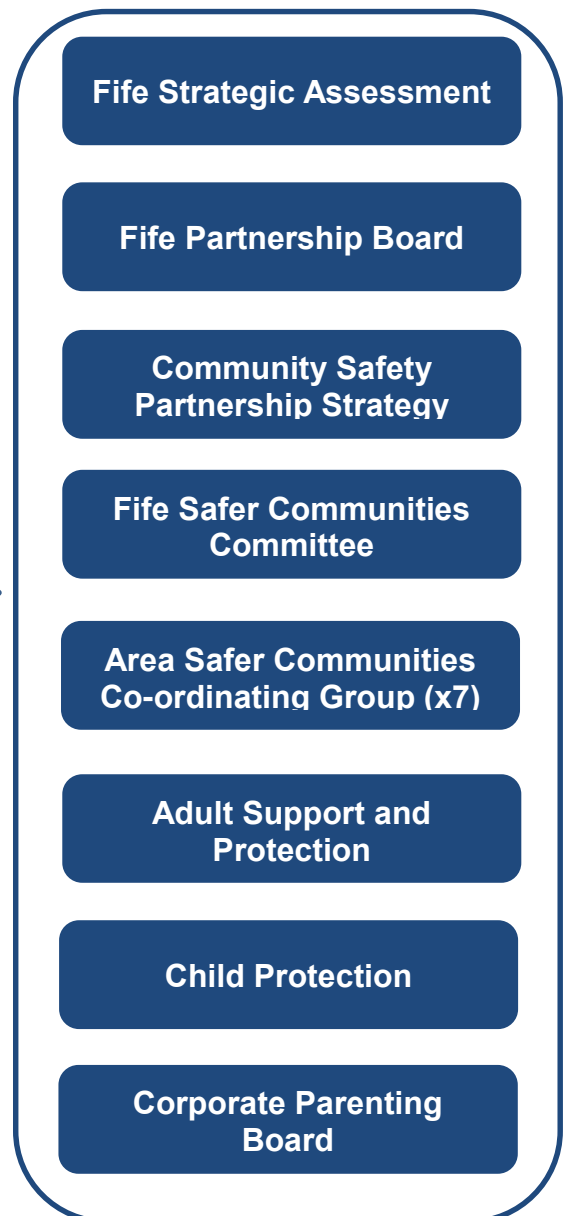 Fife Strategic Assessment
Fife Partnership Board
Community Safety
Partnership Strategy
Fife Safer Communities
Committee
Area Safer Communities
Co-ordinating Group (x7)
Adult Support and
Protection
Child Protection
Corporate Parenting
Board